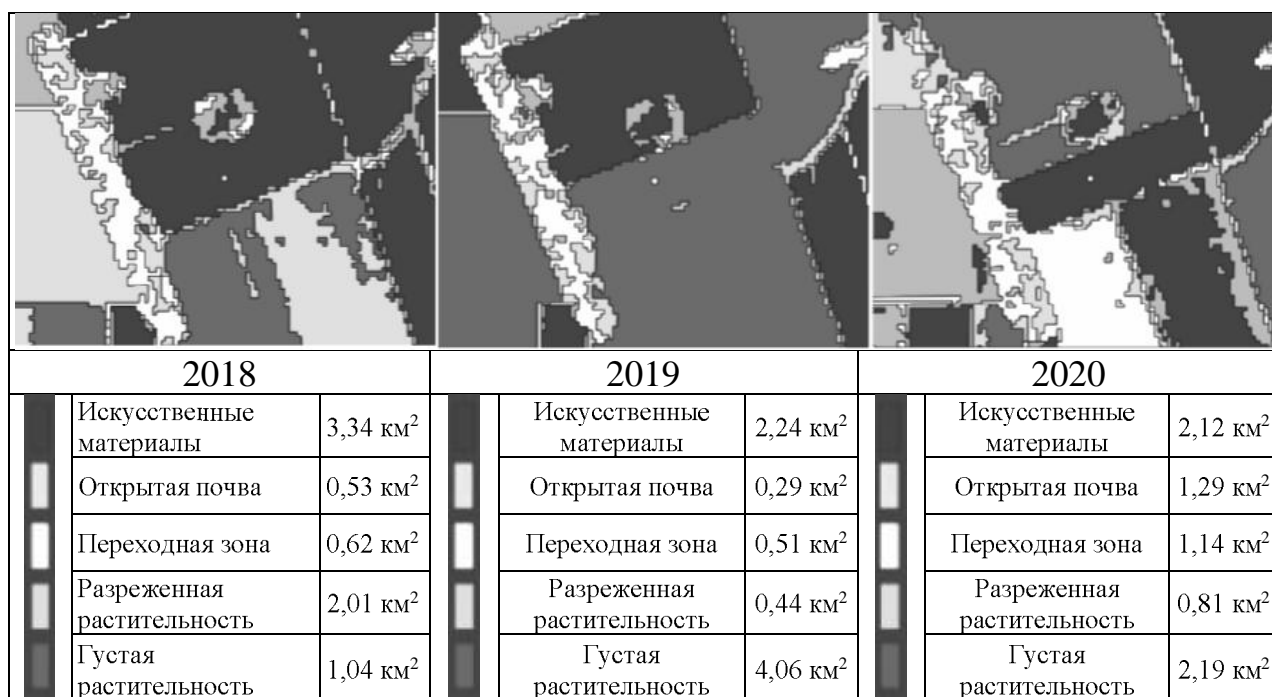 2018 2019 2020
Искусственные
материалы
3,34 км²
Искусственные
материалы
2,24 км²
Искусственные
материалы
2,12 км²
Открытая почва
0,53 км²
Открытая почва
0,29 км²
Открытая почва
1,29 км²
Переходная зона
0,62 км²
Переходная зона
0,51 км²
Переходная зона
1,14 км²
Разреженная
растительность
2,01 км²
Разреженная
растительность
0,44 км²
Разреженная
растительность
0,81 км²
Густая
растительность
1,04 км²
Густая
растительность
4,06 км²
Густая
растительность
2,19 км²